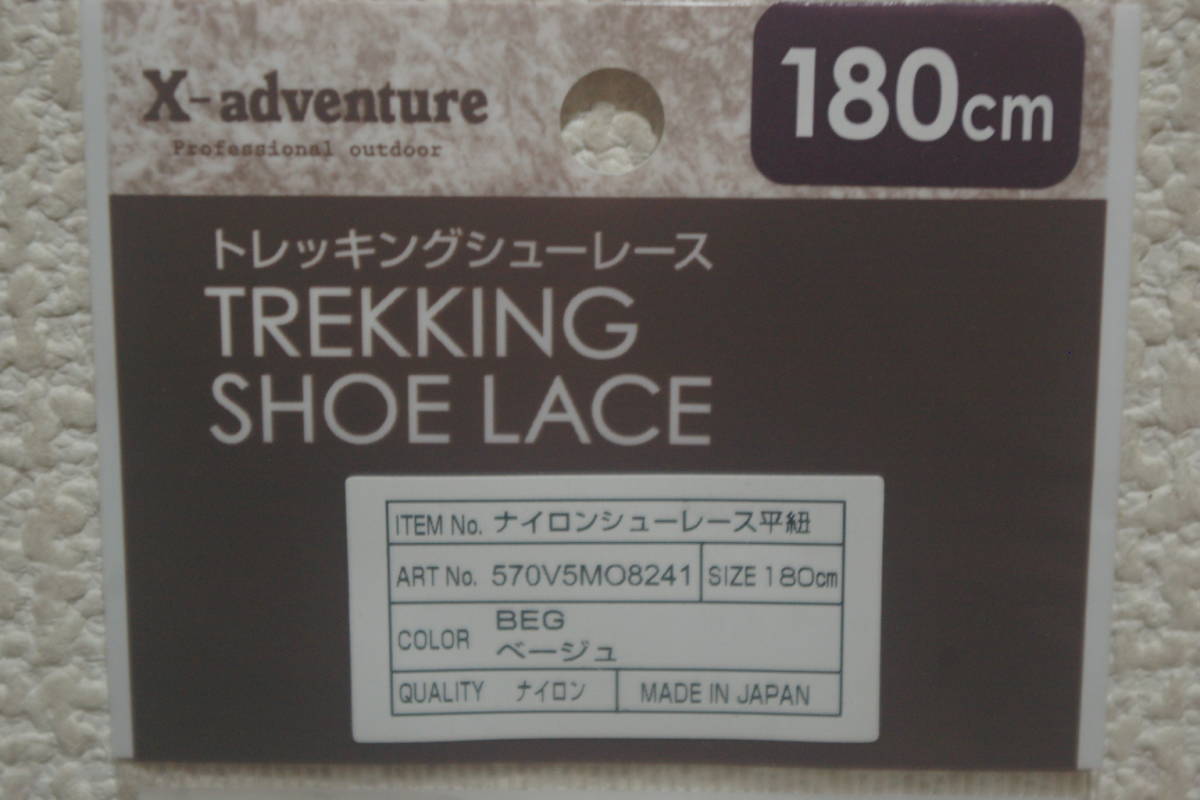 X-adventure
Professional outdoor
180cm
トレッキングシューレース
TREKKING
SHOE LACE
ITEM No. ナイロンシューレース平紐
ART No. 570V5MO8241 SIZE 180cm
COLOR BEG
ベージュ
QUALITY ナイロン MADE IN JAPAN